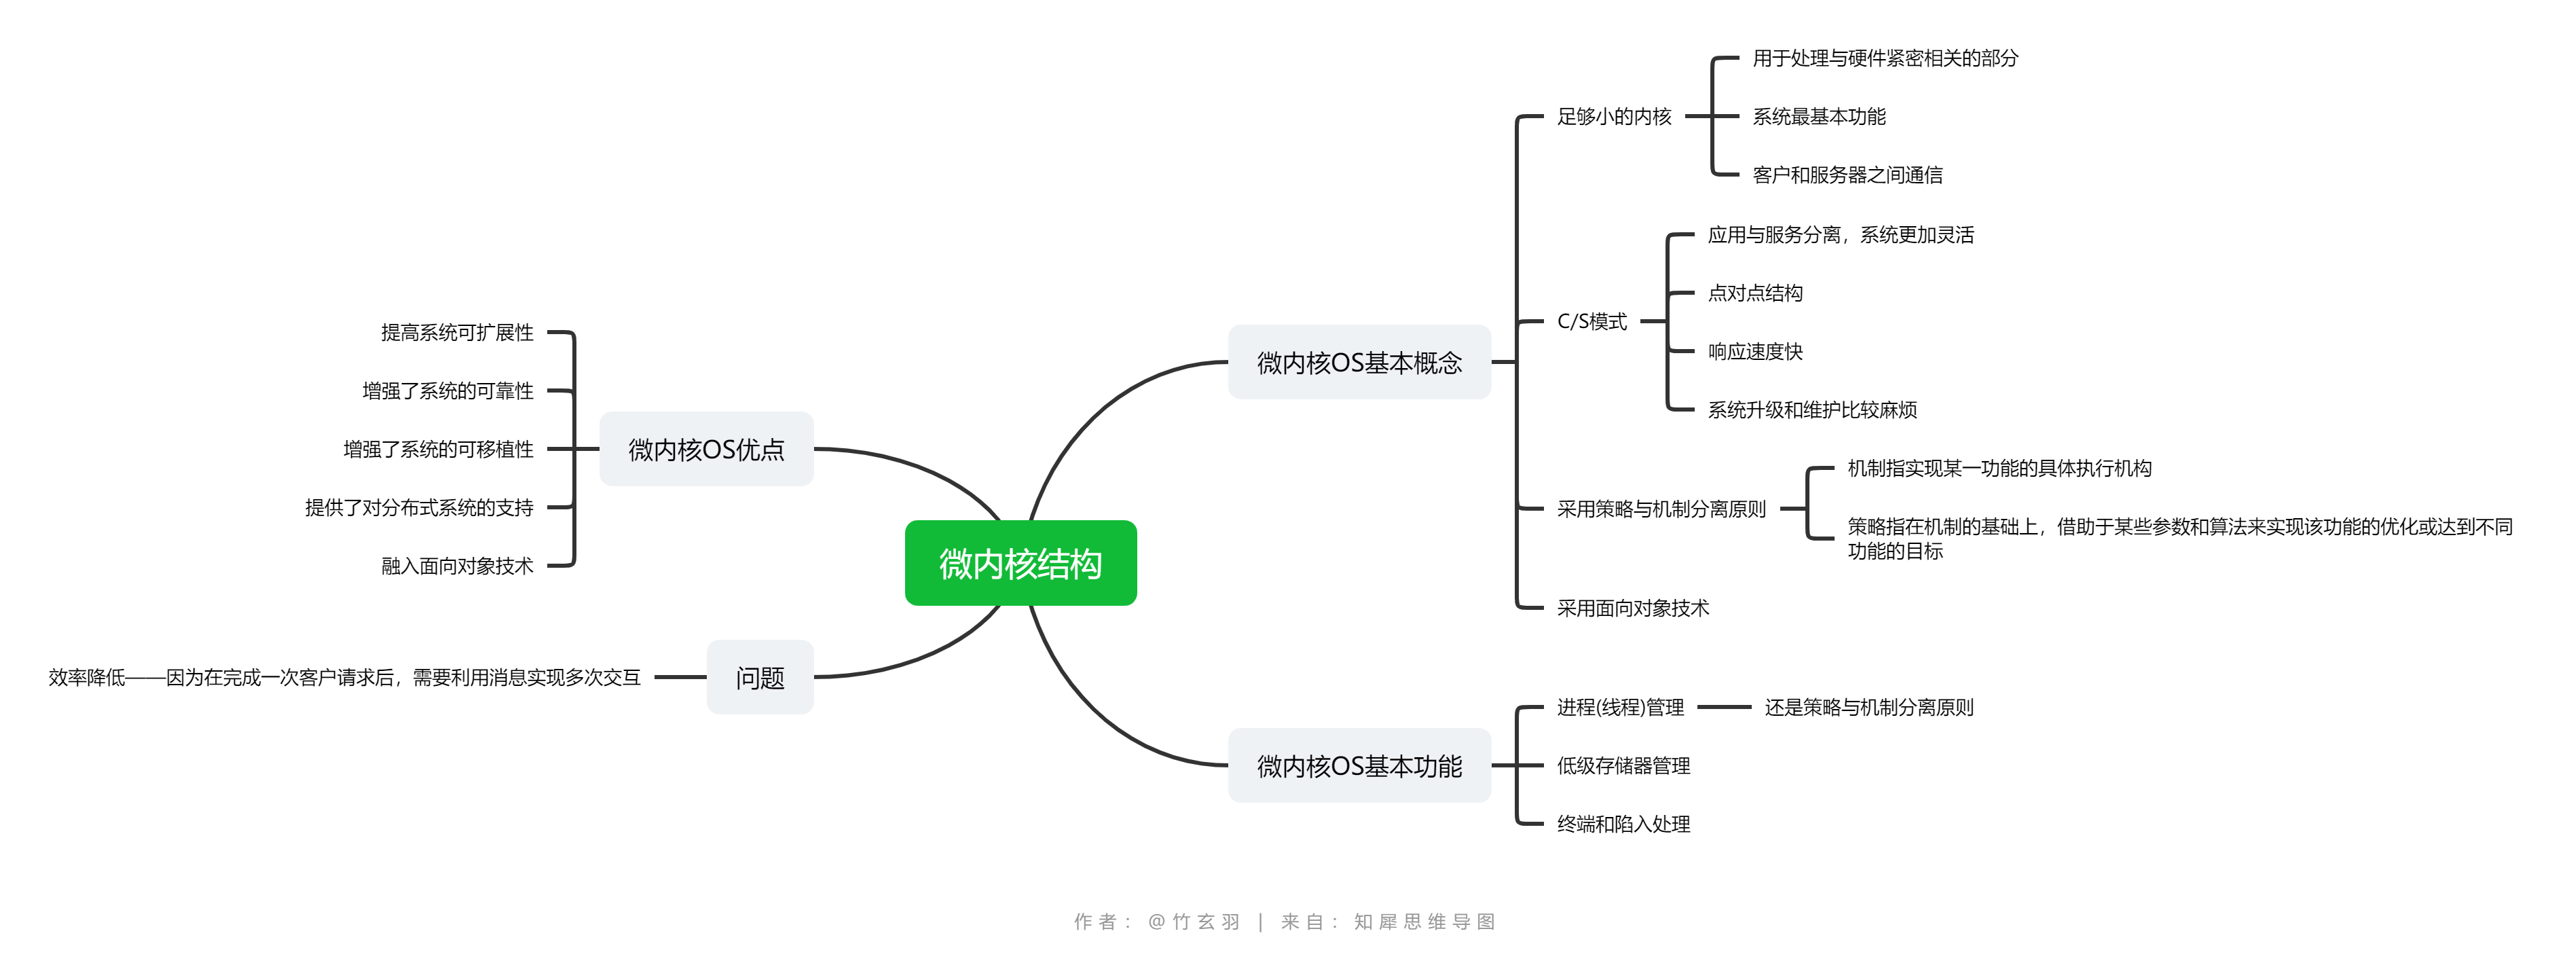 微内核结构
微内核OS基本概念
足够小的内核
用于处理与硬件紧密相关的部分
系统最基本功能
客户和服务器之间通信
C/S模式
应用与服务分离，系统更加灵活
点对点结构
响应速度快
系统升级和维护比较麻烦
采用策略与机制分离原则
机制指实现某一功能的具体执行机构
策略指在机制的基础上，借助于某些参数和算法来实现该功能的优化或达到不同
功能的目标
采用面向对象技术
微内核OS基本功能
进程(线程)管理
还是策略与机制分离原则
低级存储器管理
终端和陷入处理
微内核OS优点
提高系统可扩展性
增强了系统的可靠性
增强了系统的可移植性
提供了对分布式系统的支持
融入面向对象技术
问题
效率降低——因为在完成一次客户请求后，需要利用消息实现多次交互
作者：@竹玄羽 | 来自：知犀思维导图